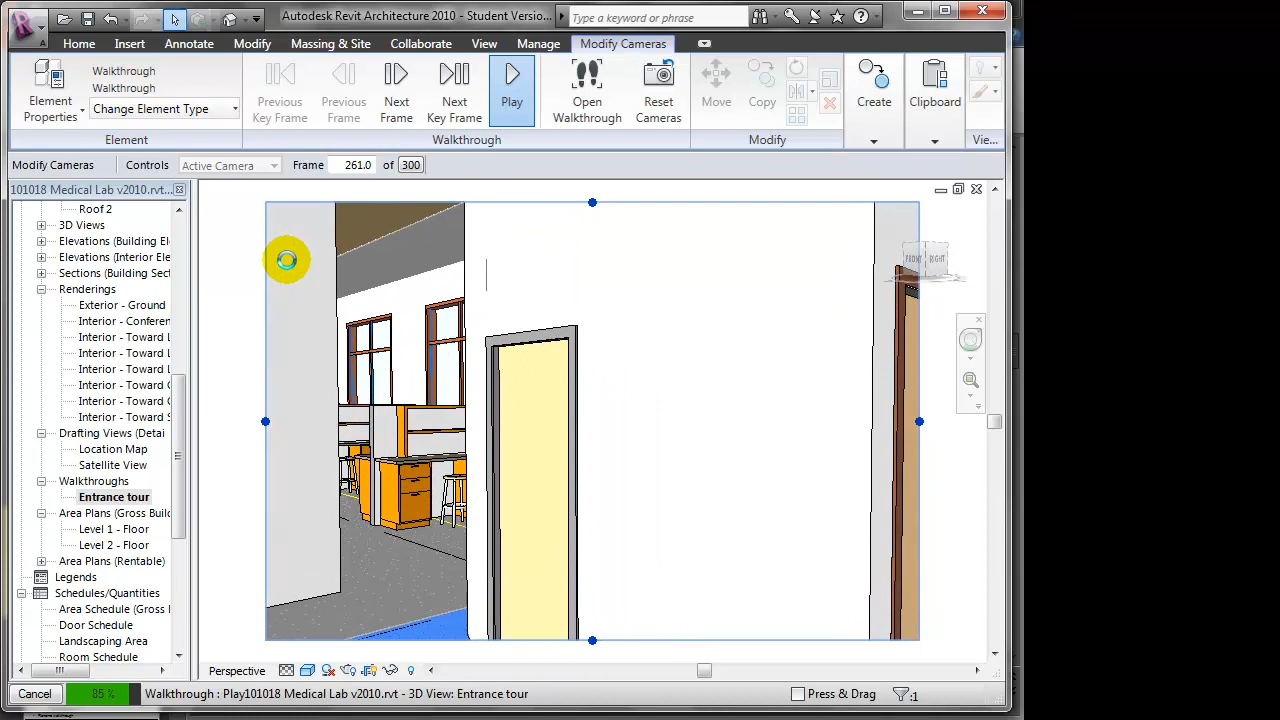 Autodesk Revit Architecture 2010 - Student Versio...
Type a keyword or phrase
A
Home Insert Annotate Modify Massing & Site Collaborate View Manage Modify Cameras
Element Properties
Walkthrough
Walkthrough
Change Element Type
Previous Key Frame
Previous Frame
Next Frame
Next Key Frame
Play
Open Walkthrough
Reset Cameras
Move
Copy
Create
Clipboard
Element
Walkthrough
Modify
Vie...
Modify Cameras Controls Active Camera Frame 261.0 of 300
101018 Medical Lab v2010.rvt...
Roof 2
3D Views
Elevations (Building El
Elevations (Interior Ele
Sections (Building Sec
Renderings
Exterior - Ground
Interior - Conferen
Interior - Toward L
Interior - Toward L
Interior - Toward L
Interior - Toward C
Interior - Toward C
Interior - Toward S
Drafting Views (Detai
Location Map
Satellite View
Walkthroughs
Entrance tour
Area Plans (Gross Buil
Level 1 - Floor
Level 2 - Floor
Area Plans (Rentable)
Legends
Schedules/Quantities
Area Schedule (Gross
Door Schedule
Landscaping Area
Room Schedule
FRONT RIGHT
Perspective
Cancel 85 % Walkthrough : Play101018 Medical Lab v2010.rvt - 3D View: Entrance tour Press & Drag :1